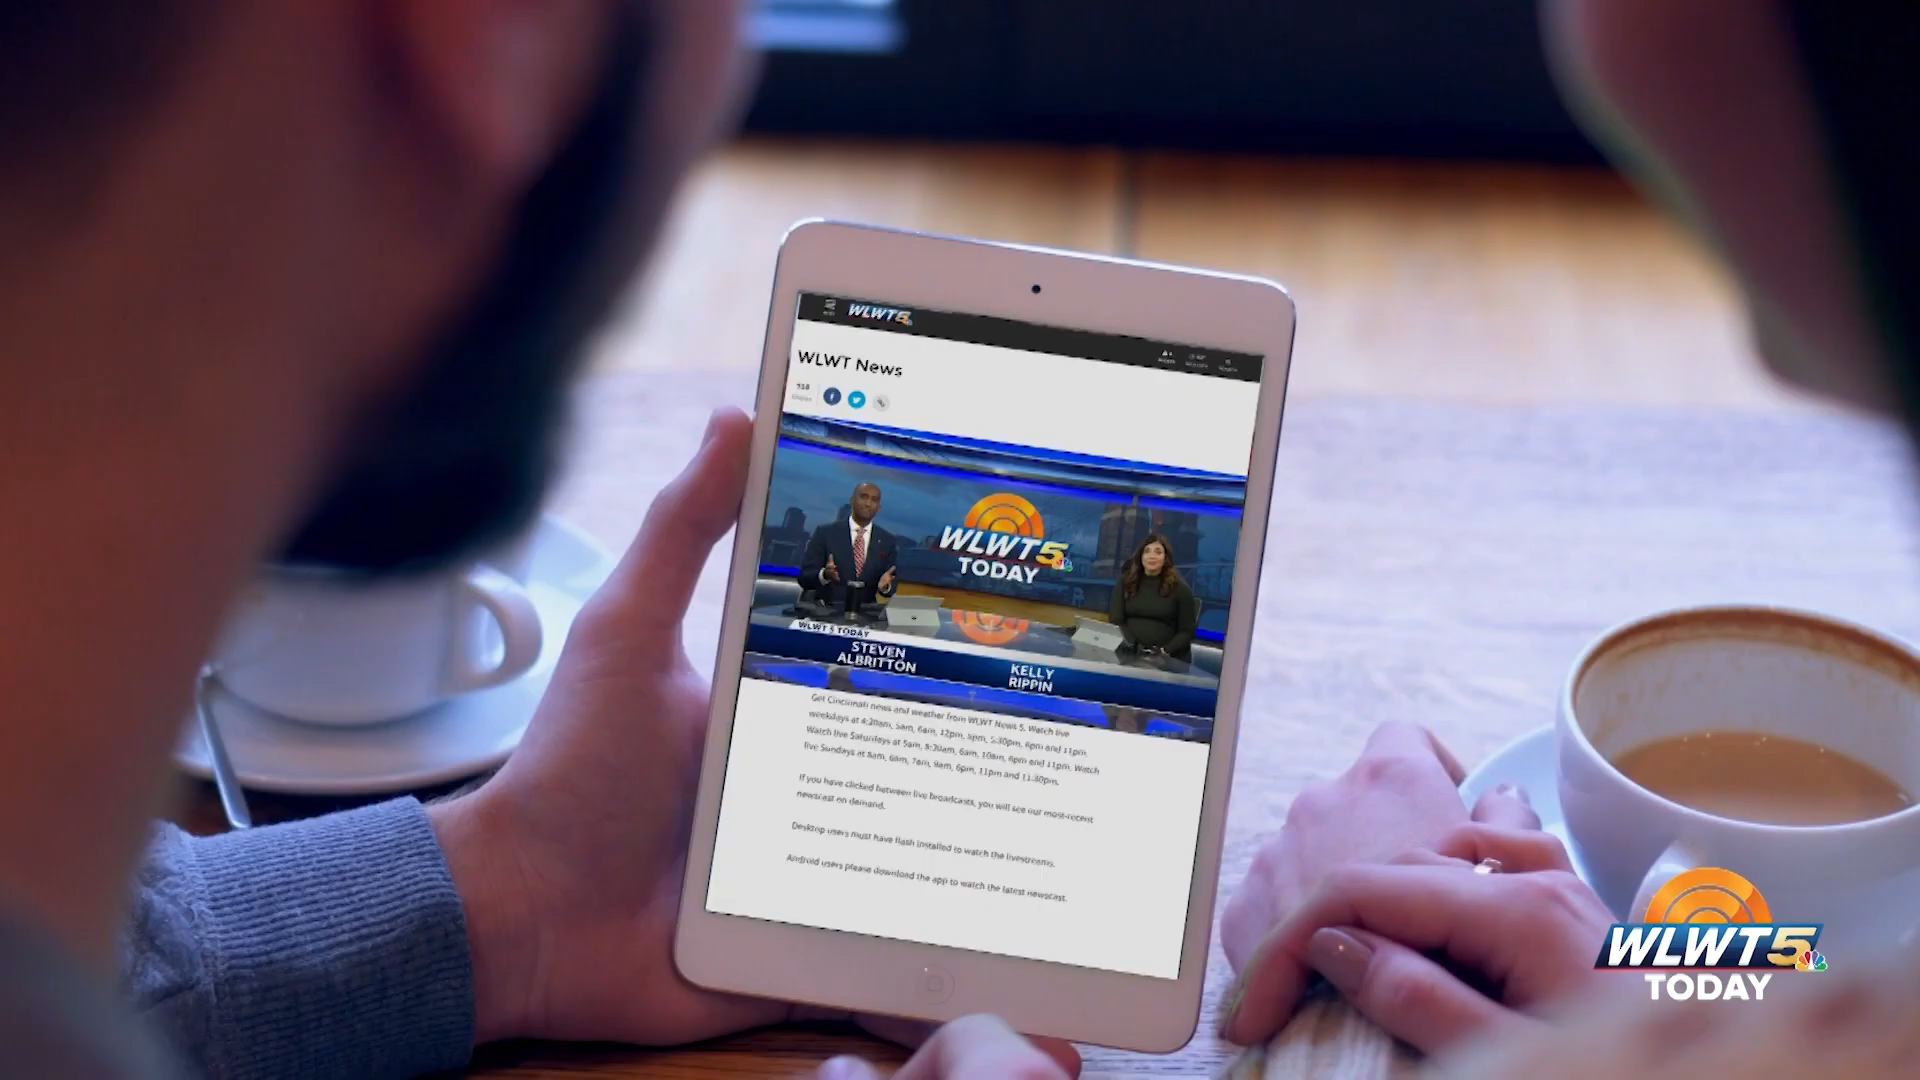 WLWT5
WLWT News
WLWT5
TODAY
WLWT 5 TODAY
STEVEN
ALBRITTON
KELLY
RIPPIN
Get Cincinnati news and weather from WLWT News 5. Watch live
weekdays at 4:30am, 5am, 6am, 12pm, 5pm, 5:30pm, 6pm and 11pm.
Watch live Saturdays at 5am, 5:30am, 6am, 10am, 6pm and 11pm. Watch
live Sundays at 5am, 6am, 7am, 9am, 6pm, 11pm and 11:30pm.
If you have clicked between live broadcasts, you will see our most-recent
newscast on demand.
Desktop users must have flash installed to watch the livestreams.
Android users please download the app to watch the latest newscast.
WLWT5
TODAY